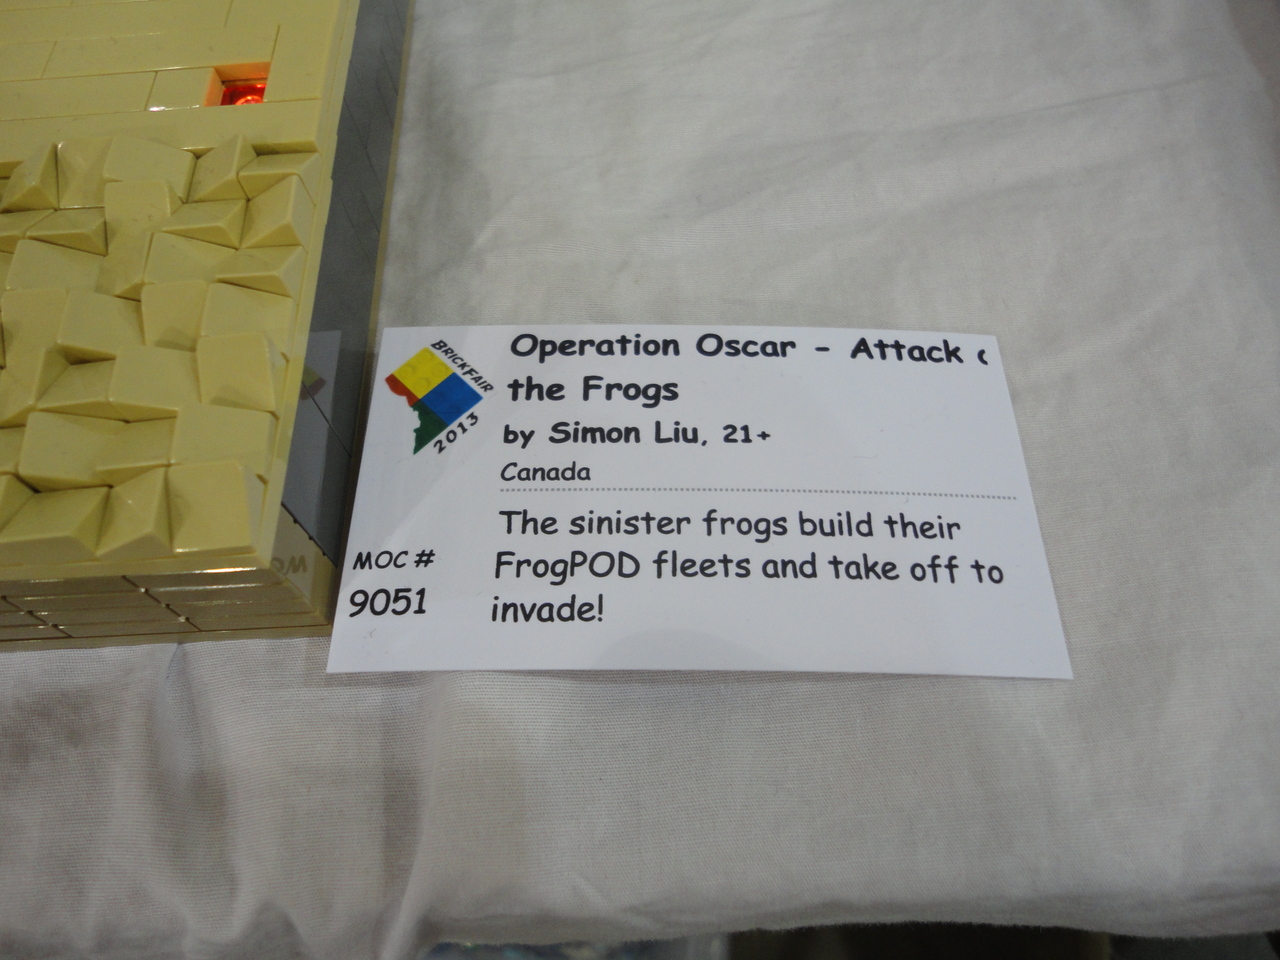 BRICKFAIR
2013
Operation Oscar - Attack
the Frogs
by Simon Liu, 21+
Canada
The sinister frogs build their
FrogPOD fleets and take off to
invade!
MOC #
9051